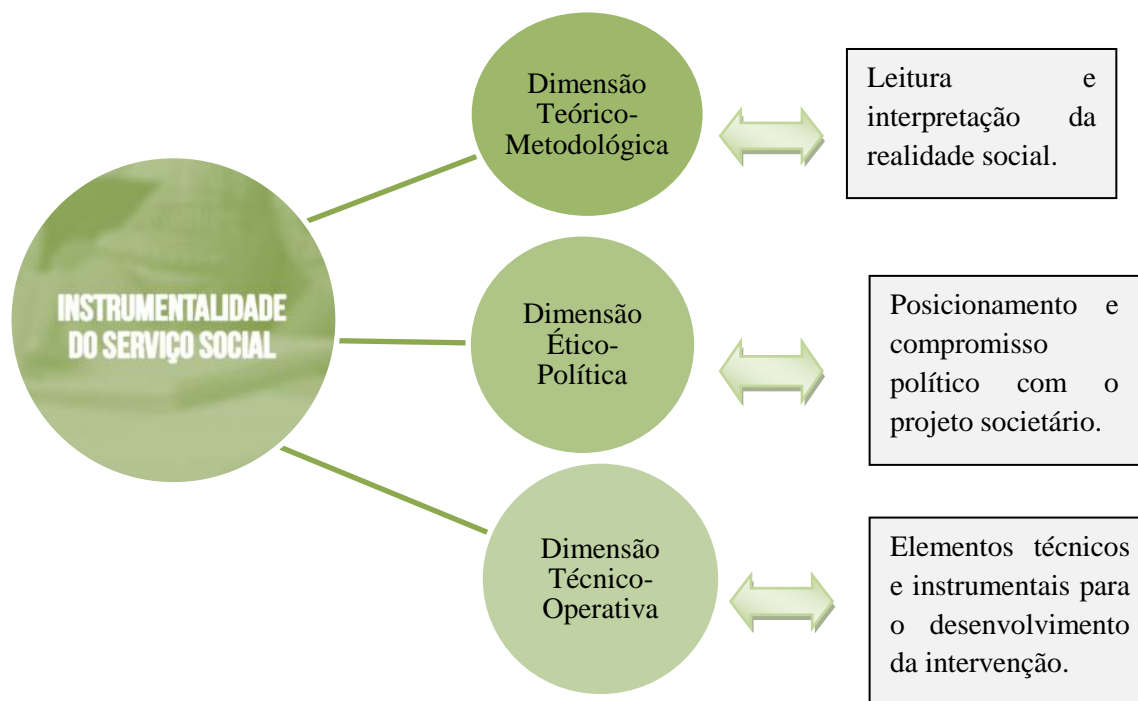 Dimensão
Teórico-
Metodológica
Leitura e
interpretação da
realidade social.
INSTRUMENTALIDADE
DO SERVIÇO SOCIAL
Dimensão
Ético-
Política
Posicionamento e
compromisso
político com o
projeto societário.
Dimensão
Técnico-
Operativa
Elementos técnicos
e instrumentais para
o desenvolvimento
da intervenção.